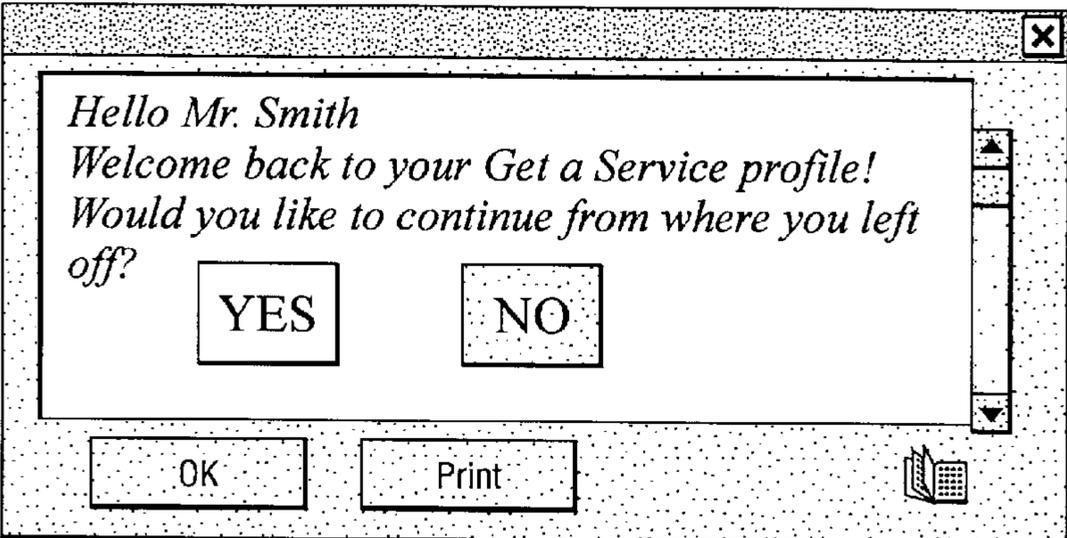 Hello Mr. Smith
Welcome back to your Get a Service profile!
Would you like to continue from where you left
off?
YES NO
OK Print